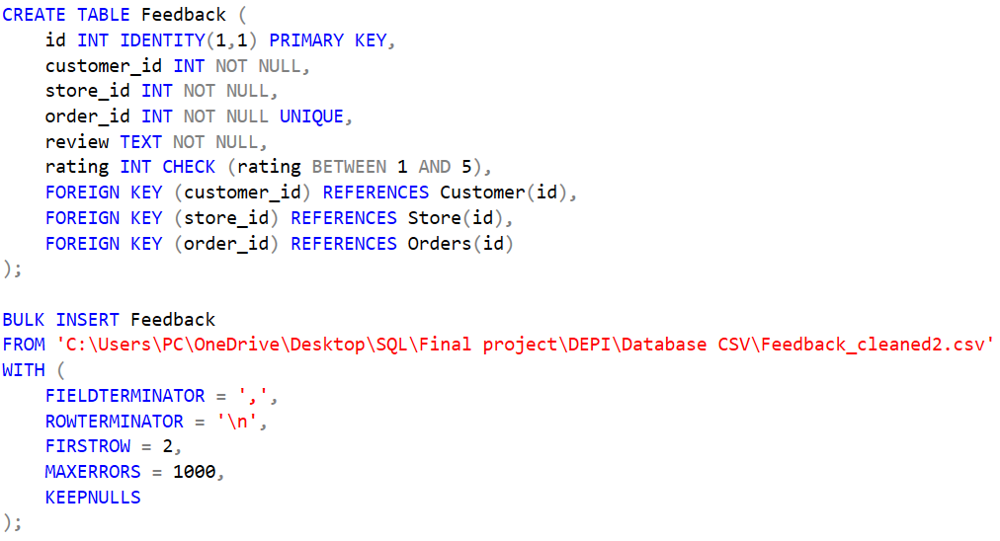 CREATE TABLE Feedback (
    id INT IDENTITY(1,1) PRIMARY KEY,
    customer_id INT NOT NULL,
    store_id INT NOT NULL,
    order_id INT NOT NULL UNIQUE,
    review TEXT NOT NULL,
    rating INT CHECK (rating BETWEEN 1 AND 5),
    FOREIGN KEY (customer_id) REFERENCES Customer(id),
    FOREIGN KEY (store_id) REFERENCES Store(id),
    FOREIGN KEY (order_id) REFERENCES Orders(id)
);

BULK INSERT Feedback
FROM 'C:\Users\PC\OneDrive\Desktop\SQL\Final project\DEPI\Database CSV\Feedback_cleaned2.csv'
WITH (
    FIELDTERMINATOR = ',',
    ROWTERMINATOR = '\n',
    FIRSTROW = 2,
    MAXERRORS = 1000,
    KEEPNULLS
);